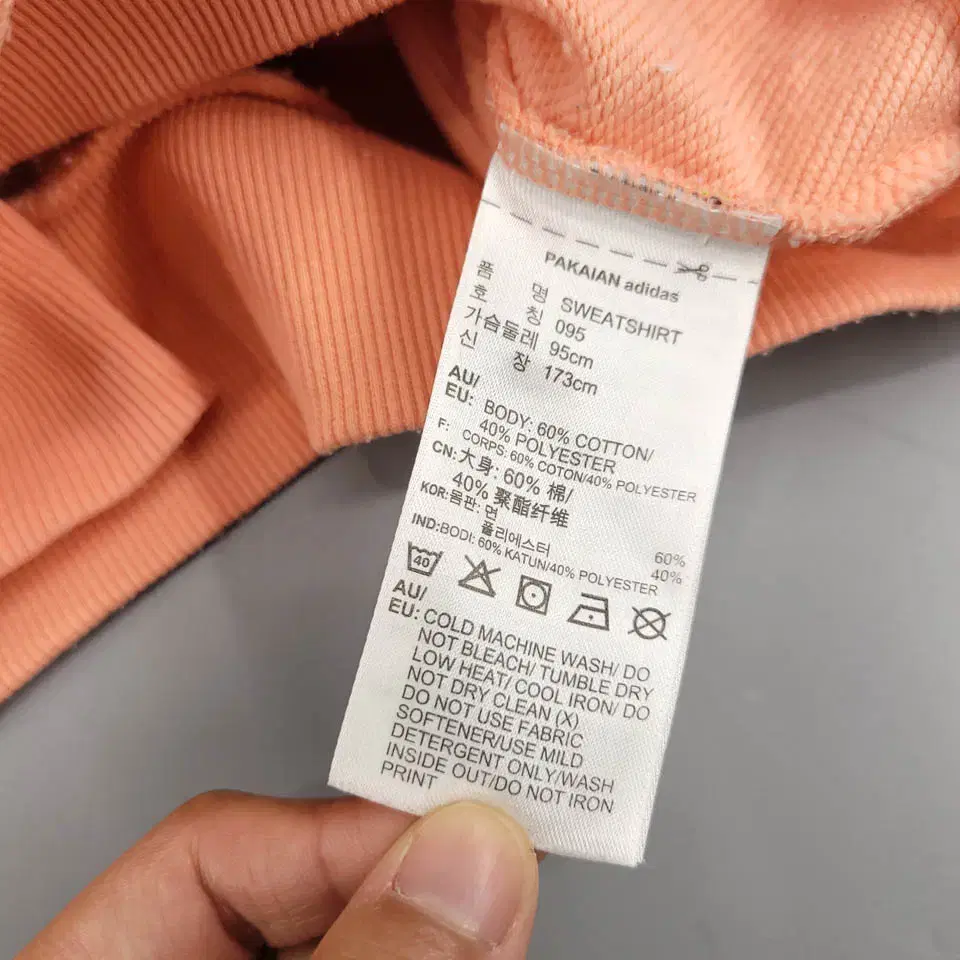 PAKAIAN adidas
품 명 SWEATSHIRT
호 칭 095
가슴둘레 95cm
신 장 173cm
AU/
EU: BODY: 60% COTTON/
40% POLYESTER
F: CORPS: 60% COTON/40% POLYESTER
CN: 大身: 60% 棉/
40% 聚酯纤维
KOR: 몸판: 면 60%
폴리에스터 40%
IND:BODI: 60% KATUN/40% POLYESTER
40
AU/
EU: COLD MACHINE WASH/ DO
NOT BLEACH/ TUMBLE DRY
LOW HEAT/ COOL IRON/ DO
NOT DRY CLEAN (X)
DO NOT USE FABRIC
SOFTENER/USE MILD
DETERGENT ONLY/WASH
INSIDE OUT/DO NOT IRON
PRINT